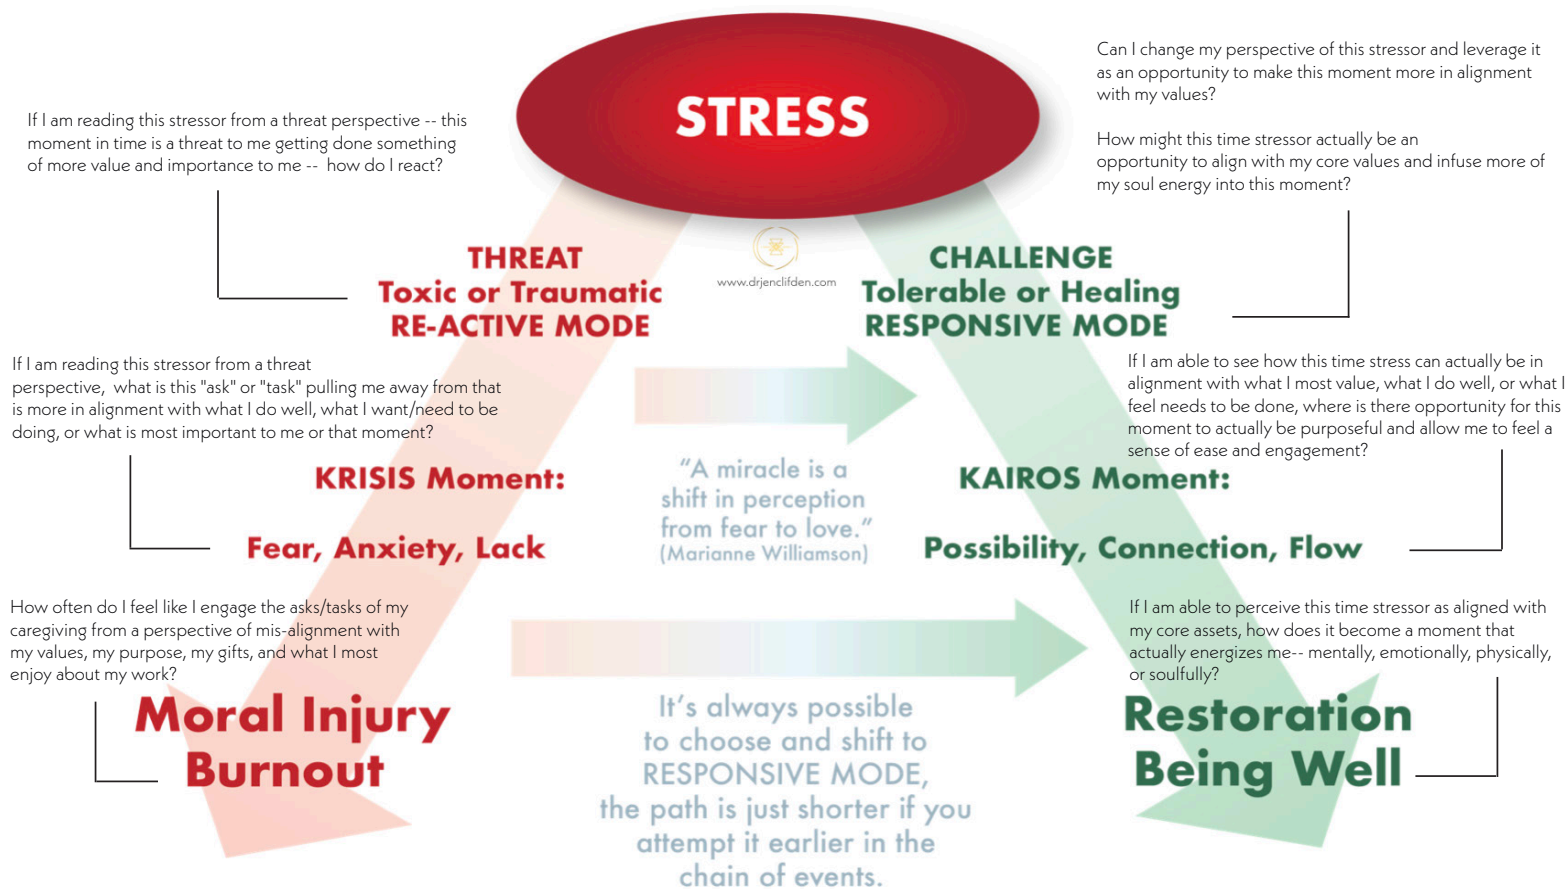 STRESS
If I am reading this stressor from a threat perspective -- this
moment in time is a threat to me getting done something
of more value and importance to me -- how do I react?
Can I change my perspective of this stressor and leverage it
as an opportunity to make this moment more in alignment
with my values?
How might this time stressor actually be an
opportunity to align with my core values and infuse more of
my soul energy into this moment?
THREAT
Toxic or Traumatic
RE-ACTIVE MODE
www.drjenclifden.com
CHALLENGE
Tolerable or Healing
RESPONSIVE MODE
If I am reading this stressor from a threat
perspective, what is this "ask" or "task" pulling me away from that
is more in alignment with what I do well, what I want/need to be
doing, or what is most important to me or that moment?
If I am able to see how this time stress can actually be in
alignment with what I most value, what I do well, or what I
feel needs to be done, where is there opportunity for this
moment to actually be purposeful and allow me to feel a
sense of ease and engagement?
KRISIS Moment:
Fear, Anxiety, Lack
"A miracle is a
shift in perception
from fear to love."
(Marianne Williamson)
KAIROS Moment:
Possibility, Connection, Flow
How often do I feel like I engage the asks/tasks of my
caregiving from a perspective of mis-alignment with
my values, my purpose, my gifts, and what I most
enjoy about my work?
If I am able to perceive this time stressor as aligned with
my core assets, how does it become a moment that
actually energizes me-- mentally, emotionally, physically,
or soulfully?
Moral Injury
Burnout
It's always possible
to choose and shift to
RESPONSIVE MODE,
the path is just shorter if you
attempt it earlier in the
chain of events.
Restoration
Being Well